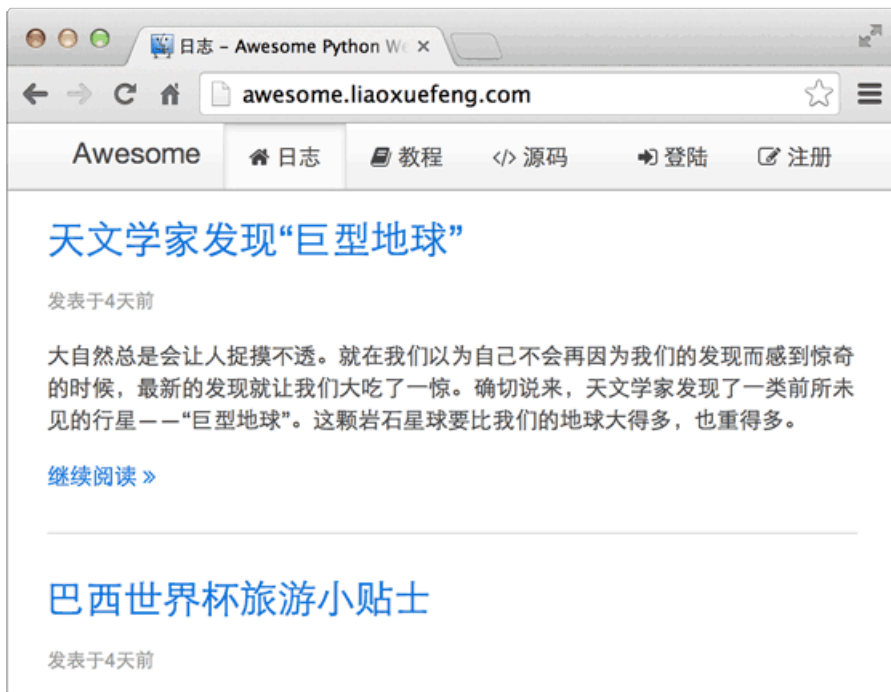 日志 - Awesome Python We
awesome.liaoxuefeng.com
Awesome 日志 教程 </> 源码 登陆 注册
天文学家发现“巨型地球”
发表于4天前
大自然总是会让人捉摸不透。就在我们以为自己不会再因为我们的发现而感到惊奇
的时候，最新的发现就让我们大吃了一惊。确切说来，天文学家发现了一类前所未
见的行星——“巨型地球”。这颗岩石星球要比我们的地球大得多，也重得多。
继续阅读 »
巴西世界杯旅游小贴士
发表于4天前